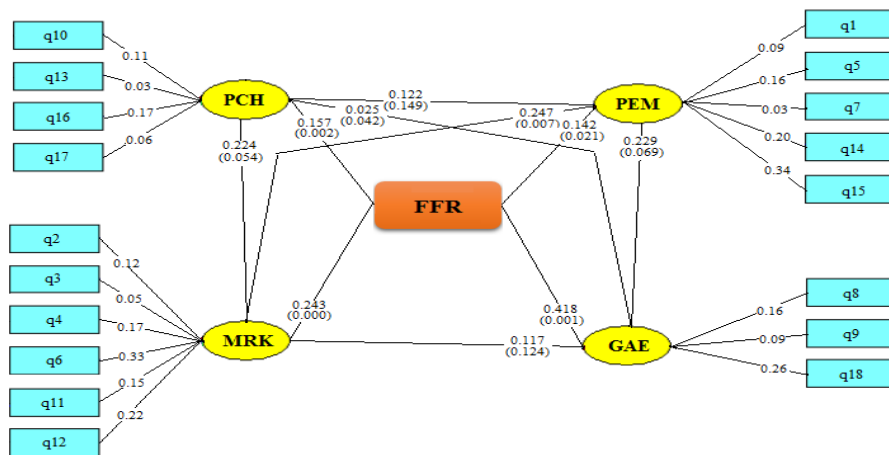 q10
q13
q16
q17
0.11
0.03
0.17
0.06
PCH
0.122
(0.149)
0.025
(0.042)
0.157
(0.002)
0.224
(0.054)
0.247
(0.007)
0.142
(0.021)
0.229
(0.069)
PEM
0.09
0.16
0.03
0.20
0.34
q1
q5
q7
q14
q15
FFR
q2
q3
q4
q6
q11
q12
0.12
0.05
0.17
0.33
0.15
0.22
MRK
0.243
(0.000)
0.418
(0.001)
0.117
(0.124)
GAE
0.16
0.09
0.26
q8
q9
q18